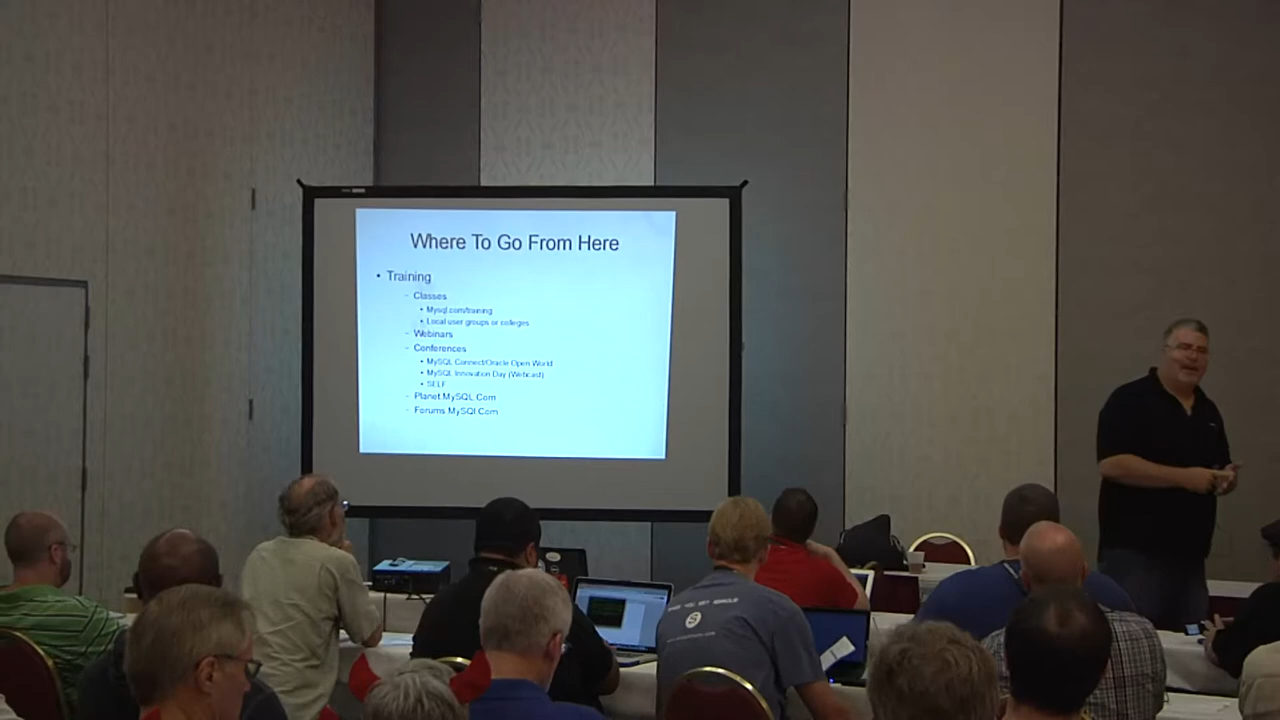 Where To Go From Here
• Training
– Classes
• Mysql.com/training
• Local user groups or colleges
– Webinars
– Conferences
• MySQL Connect/Oracle Open World
• MySQL Innovation Day (Webcast)
• SELF
– Planet MySQL Com
– Forums MySQl Com